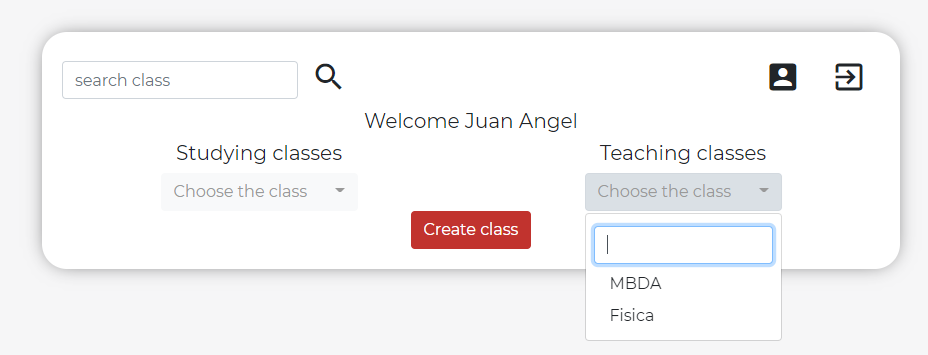 search class
Welcome Juan Angel
Studying classes
Teaching classes
Choose the class
Choose the class
Create class
MBDA
Fisica